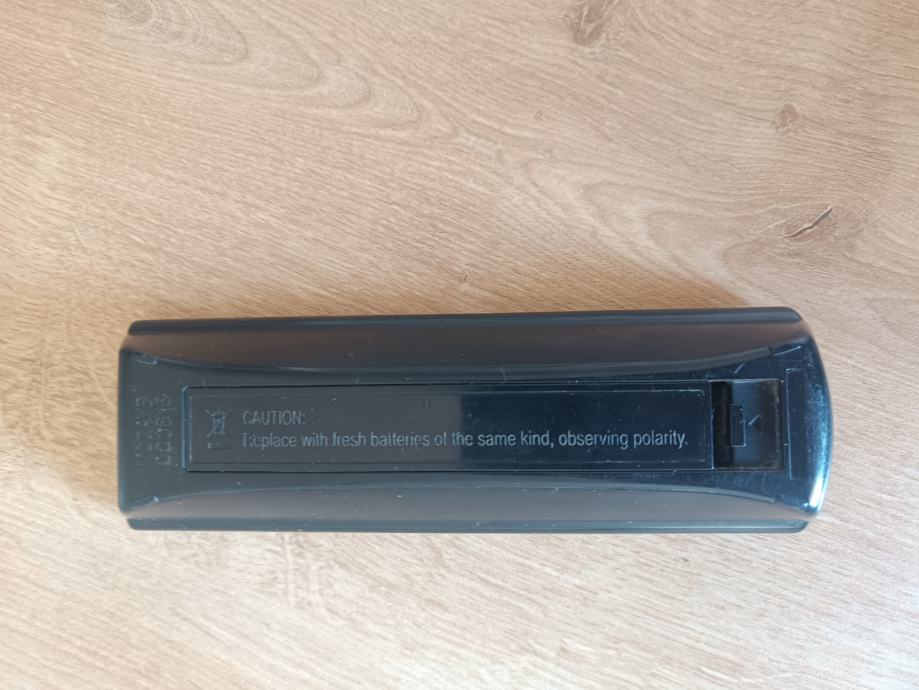 CAUTION:
Replace with fresh batteries of the same kind, observing polarity.